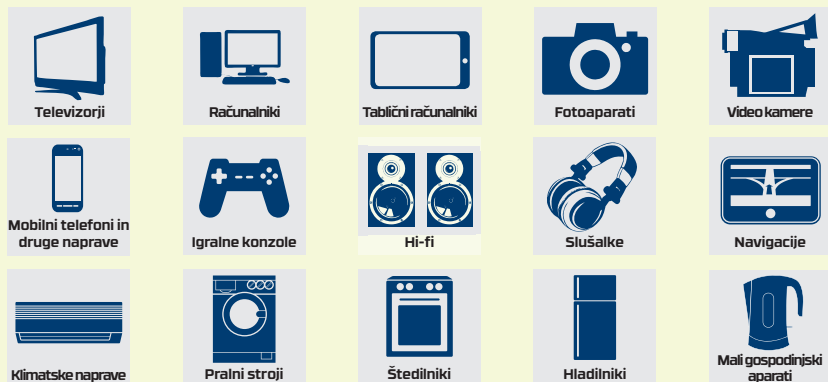 Televizorji
Računalniki
Tablični računalniki
Fotoaparati
Video kamere
Mobilni telefoni in
druge naprave
Igralne konzole
Hi-fi
Slušalke
Navigacije
Klimatske naprave
Pralni stroji
Štedilniki
Hladilniki
Mali gospodinjski
aparati